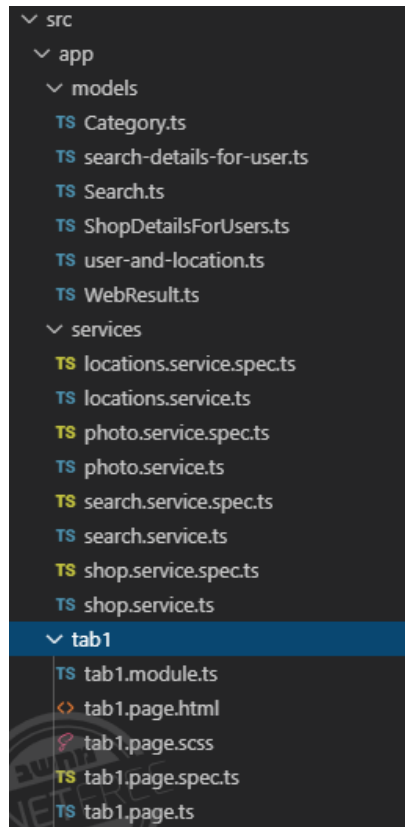 src
app
models
TS Category.ts
TS search-details-for-user.ts
TS Search.ts
TS ShopDetailsForUsers.ts
TS user-and-location.ts
TS WebResult.ts
services
TS locations.service.spec.ts
TS locations.service.ts
TS photo.service.spec.ts
TS photo.service.ts
TS search.service.spec.ts
TS search.service.ts
TS shop.service.spec.ts
TS shop.service.ts
tab1
TS tab1.module.ts
<> tab1.page.html
tab1.page.scss
TS tab1.page.spec.ts
TS tab1.page.ts